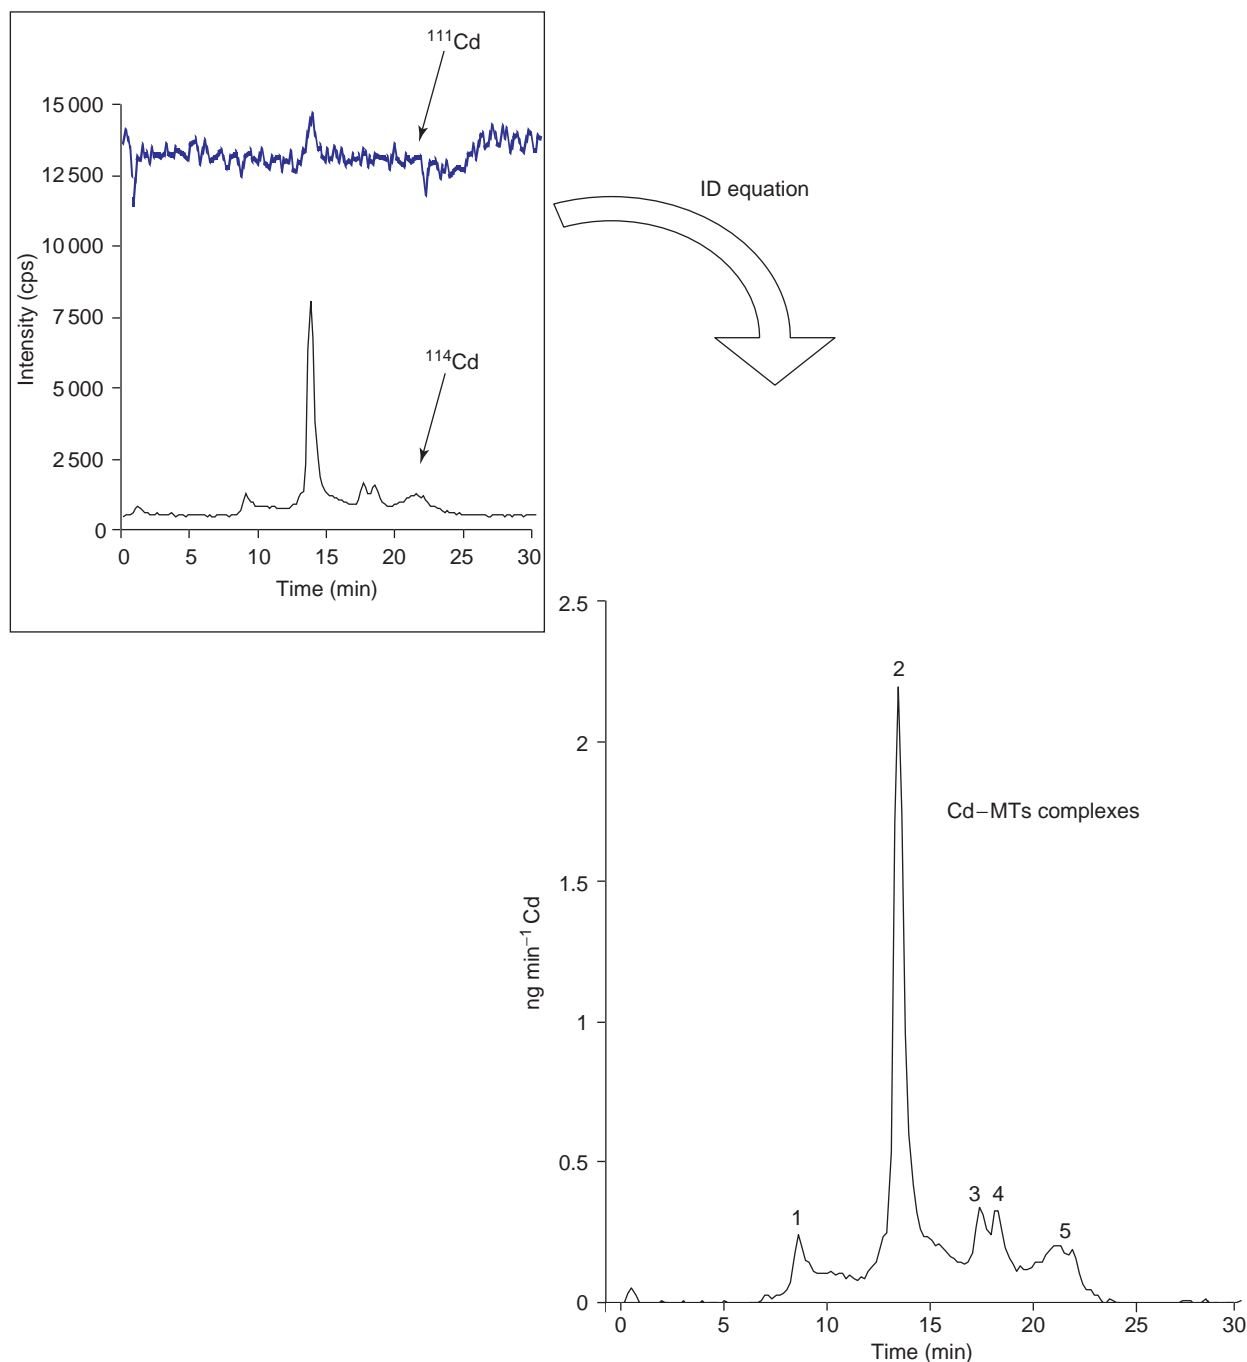 ¹¹¹Cd
15 000
12 500
10 000
7 500
5 000
2 500
0
Intensity (cps)
¹¹⁴Cd
0 5 10 15 20 25 30
Time (min)
ID equation
2.5
2
1.5
1
0.5
0
ng min⁻¹ Cd
1
2
3
4
5
Cd–MTs complexes
0 5 10 15 20 25 30
Time (min)